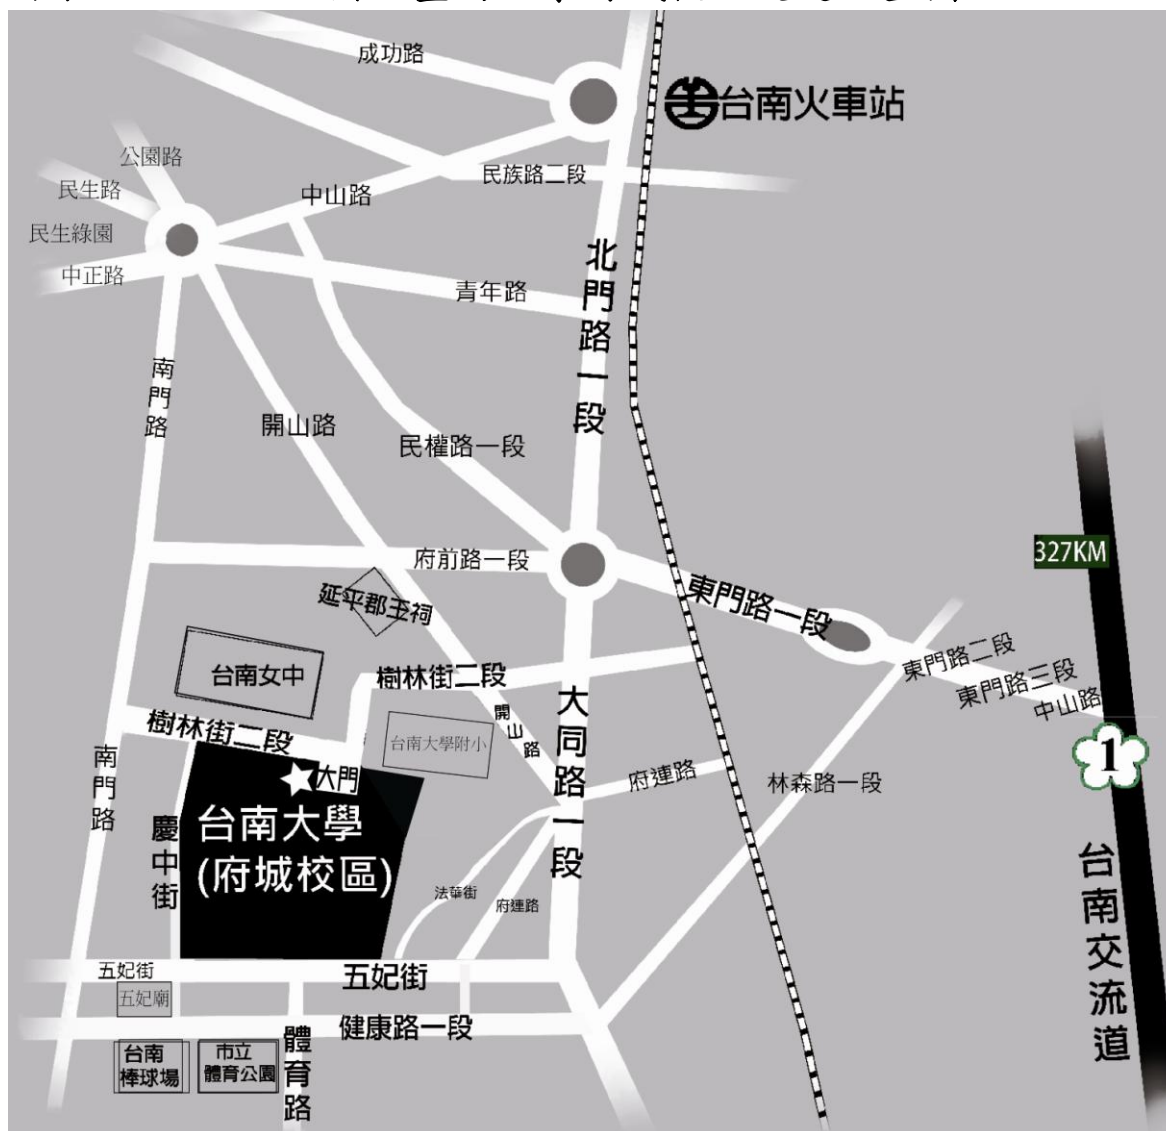 成功路
台南火車站
公園路
民族路二段
民生路
中山路
民生綠園
中正路
青年路
北門路一段
南門路
開山路
民權路一段
327KM
府前路一段
東門路一段
延平郡王祠
台南女中
樹林街二段
東門路二段
東門路三段
中山路
大同路一段
開山路
樹林街二段
台南大學附小
1
南門路
大門
府連路
林森路一段
台南大學
(府城校區)
慶中街
法華街
府連路
台南交流道
五妃街
五妃街
五妃廟
健康路一段
體育路
台南
棒球場
市立
體育公園